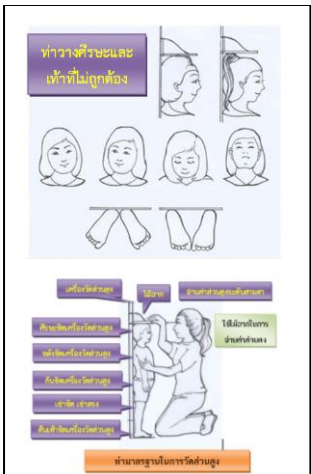 ท่าวางศีรษะและ
เท้าที่ไม่ถูกต้อง
เครื่องวัดส่วนสูง
ไม้ฉาก
อ่านค่าส่วนสูงระดับสายตา
ศีรษะชิดเครื่องวัดส่วนสูง
ใช้ไม้ฉากในการ
อ่านค่าส่วนสูง
หลังชิดเครื่องวัดส่วนสูง
ก้นชิดเครื่องวัดส่วนสูง
เข่าชิด เข่าตรง
ส้นเท้าชิดเครื่องวัดส่วนสูง
ท่ามาตรฐานในการวัดส่วนสูง